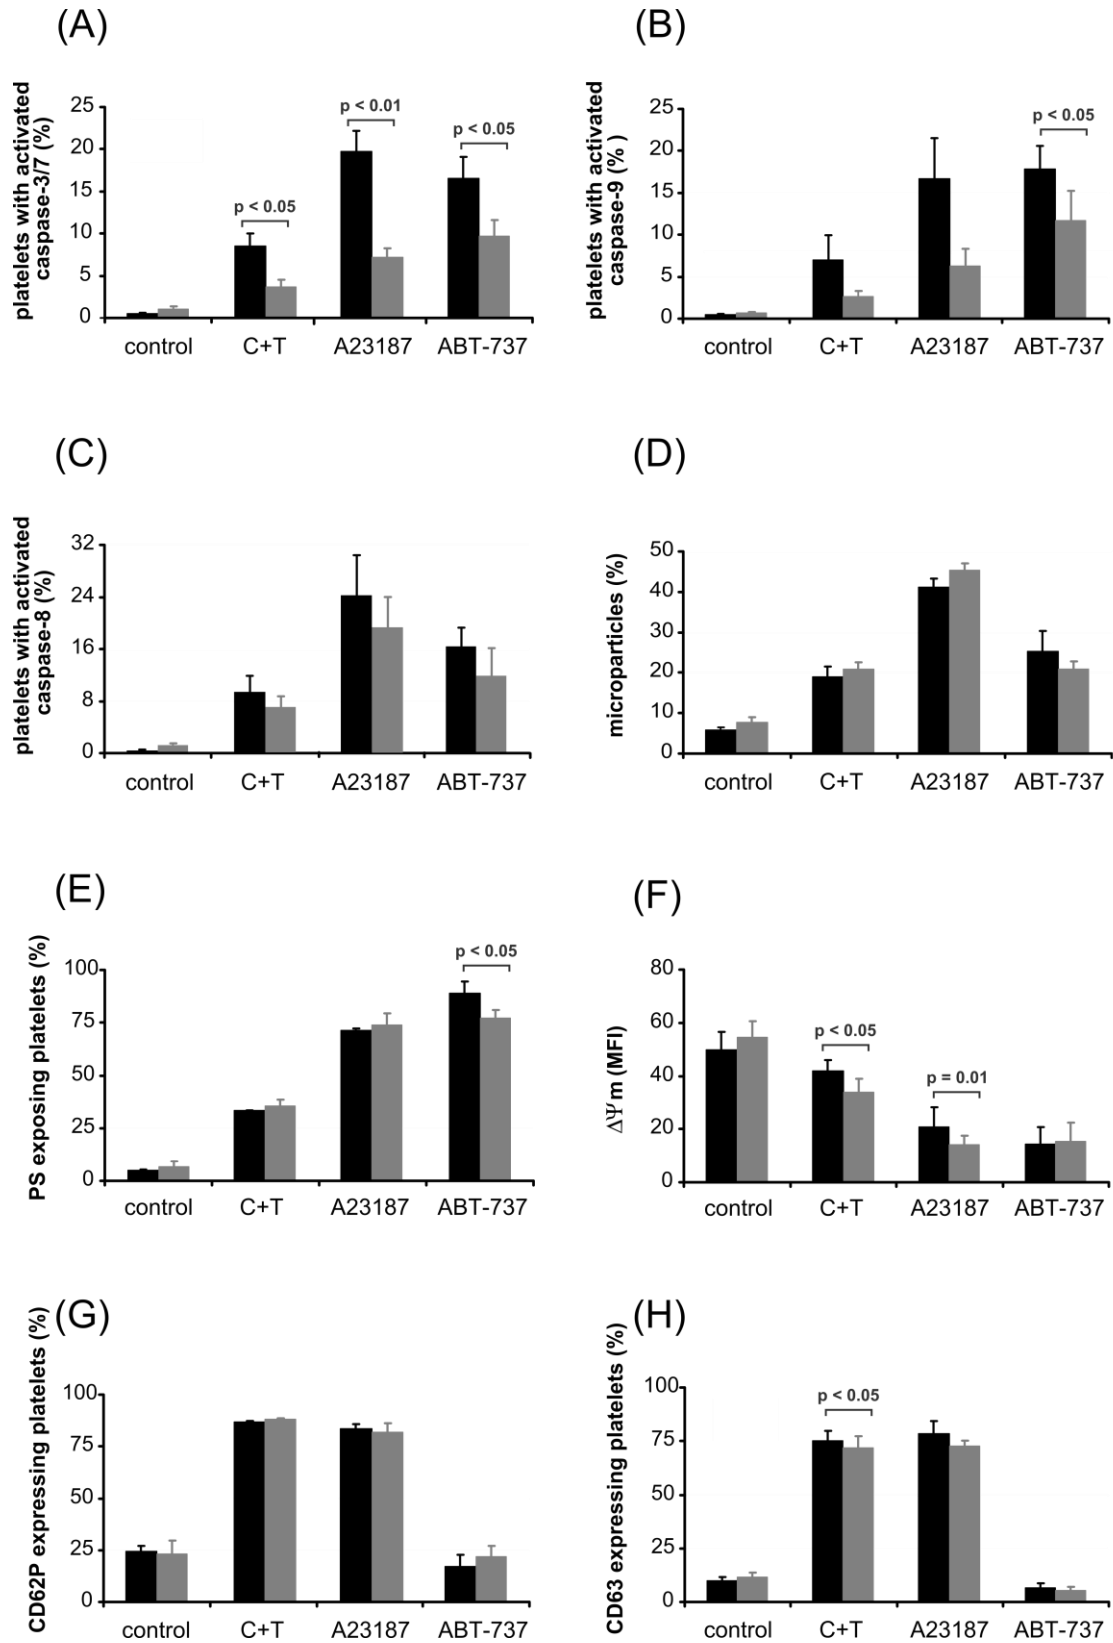 (A)
platelets with activated
caspase-3/7 (%)
25
20
15
10
5
0
p < 0.05
p < 0.01
p < 0.05
control
C+T
A23187
ABT-737
(B)
platelets with activated
caspase-9 (% )
25
20
15
10
5
0
p < 0.05
control
C+T
A23187
ABT-737
(C)
platelets with activated
caspase-8 (%)
32
24
16
8
0
control
C+T
A23187
ABT-737
(D)
microparticles (%)
50
40
30
20
10
0
control
C+T
A23187
ABT-737
(E)
PS exposing platelets (%)
100
75
50
25
0
p < 0.05
control
C+T
A23187
ABT-737
(F)
ΔΨm (MFI)
80
60
40
20
0
p < 0.05
p = 0.01
control
C+T
A23187
ABT-737
(G)
CD62P expressing platelets (%)
100
75
50
25
0
control
C+T
A23187
ABT-737
(H)
CD63 expressing platelets (%)
100
75
50
25
0
p < 0.05
control
C+T
A23187
ABT-737